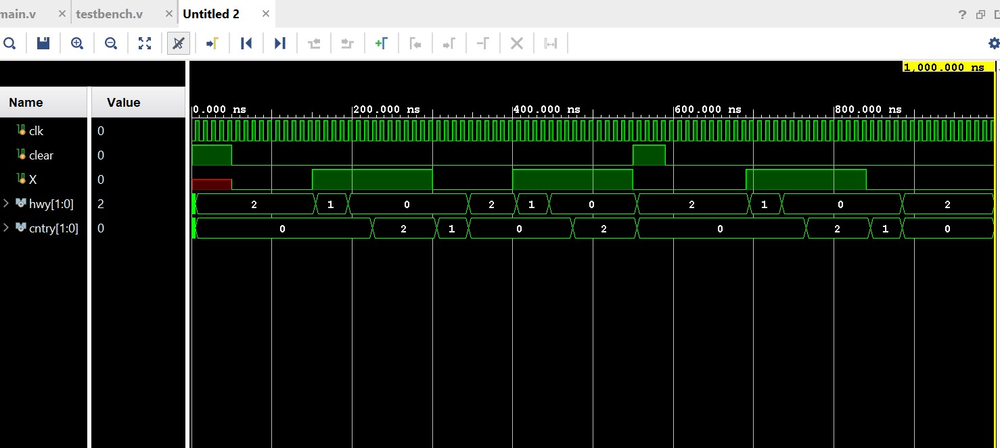 main.v × testbench.v × Untitled 2 ×
?
1,000.000 ns
Name Value
0.000 ns 200.000 ns 400.000 ns 600.000 ns 800.000 ns
clk 0
clear 0
X 0
hwy[1:0] 2 2 1 0 2 1 0 2 1 0 2
cntry[1:0] 0 0 2 1 0 2 0 2 1 0